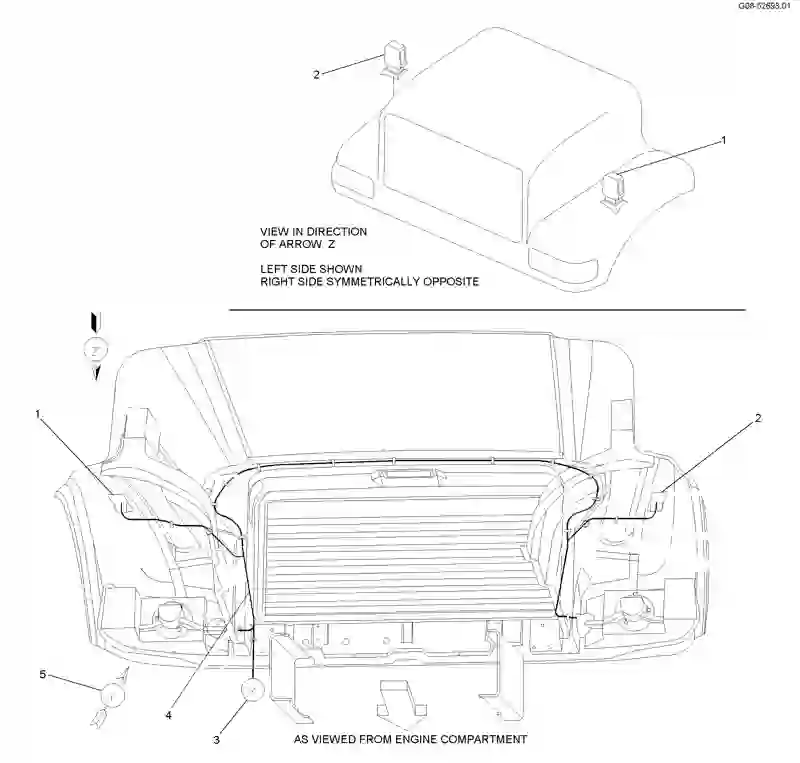 G08-52693.01
2
1
VIEW IN DIRECTION
OF ARROW Z
LEFT SIDE SHOWN
RIGHT SIDE SYMMETRICALLY OPPOSITE
Z
1
2
5
4
3
AS VIEWED FROM ENGINE COMPARTMENT